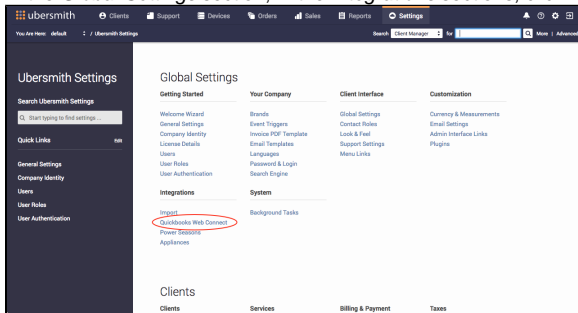 ubersmith
Clients
Support
Devices
Orders
Sales
Reports
Settings
You Are Here: default / Ubersmith Settings
Search Client Manager for
More | Advanced
Ubersmith Settings
Search Ubersmith Settings
Start typing to find settings ...
Quick Links
Edit
General Settings
Company Identity
Users
User Roles
User Authentication
Global Settings
Getting Started
Welcome Wizard
General Settings
Company Identity
License Details
Users
User Roles
User Authentication
Your Company
Brands
Event Triggers
Invoice PDF Template
Email Templates
Languages
Password & Login
Search Engine
Client Interface
Global Settings
Contact Roles
Look & Feel
Support Settings
Menu Links
Customization
Currency & Measurements
Email Settings
Admin Interface Links
Plugins
Integrations
Import
Quickbooks Web Connect
Power Seasons
Appliances
System
Background Tasks
Clients
Clients
Services
Billing & Payment
Taxes